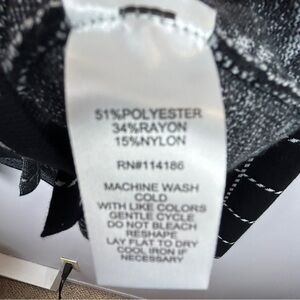 51%POLYESTER
34%RAYON
15%NYLON
RN#114186
MACHINE WASH
COLD
WITH LIKE COLORS
GENTLE CYCLE
DO NOT BLEACH
RESHAPE
LAY FLAT TO DRY
COOL IRON IF
NECESSARY